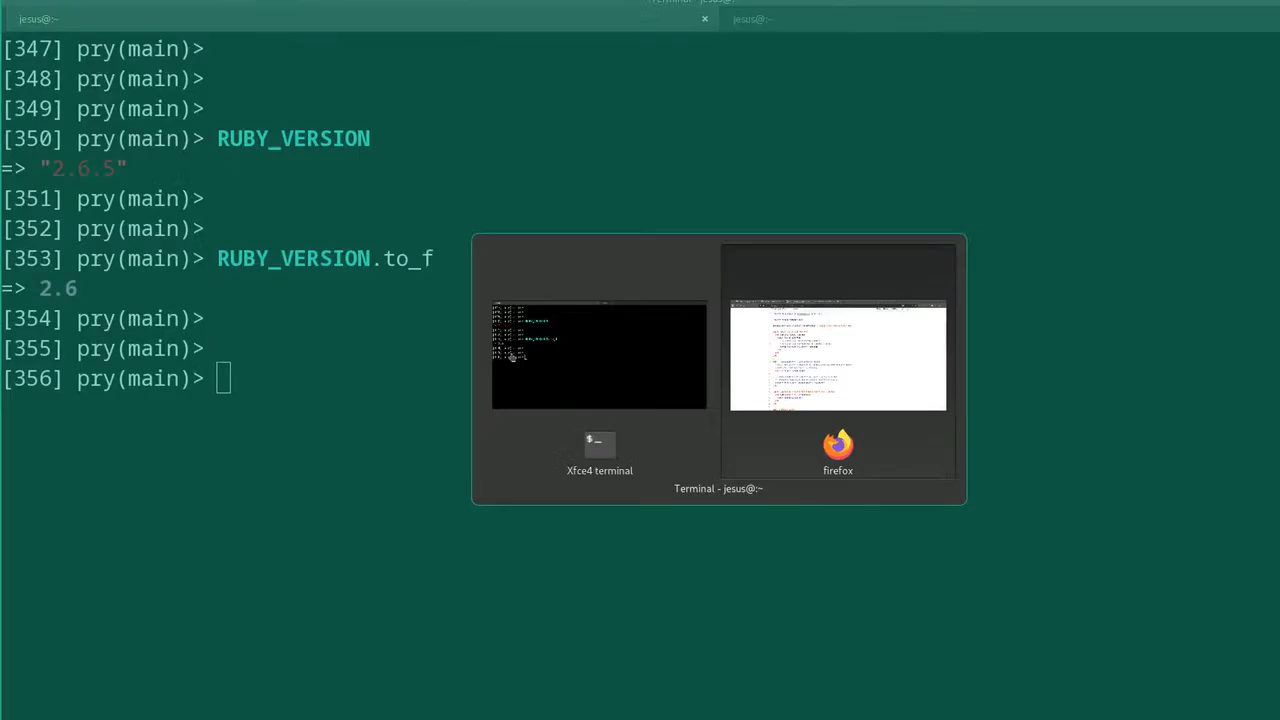 Terminal - jesus@:~
jesus@:~ × jesus@:~
[347] pry(main)>
[348] pry(main)>
[349] pry(main)>
[350] pry(main)> RUBY_VERSION
=> "2.6.5"
[351] pry(main)>
[352] pry(main)>
[353] pry(main)> RUBY_VERSION.to_f
=> 2.6
[354] pry(main)>
[355] pry(main)>
[356] pry(main)>
$_
Xfce4 terminal
firefox
Terminal - jesus@:~